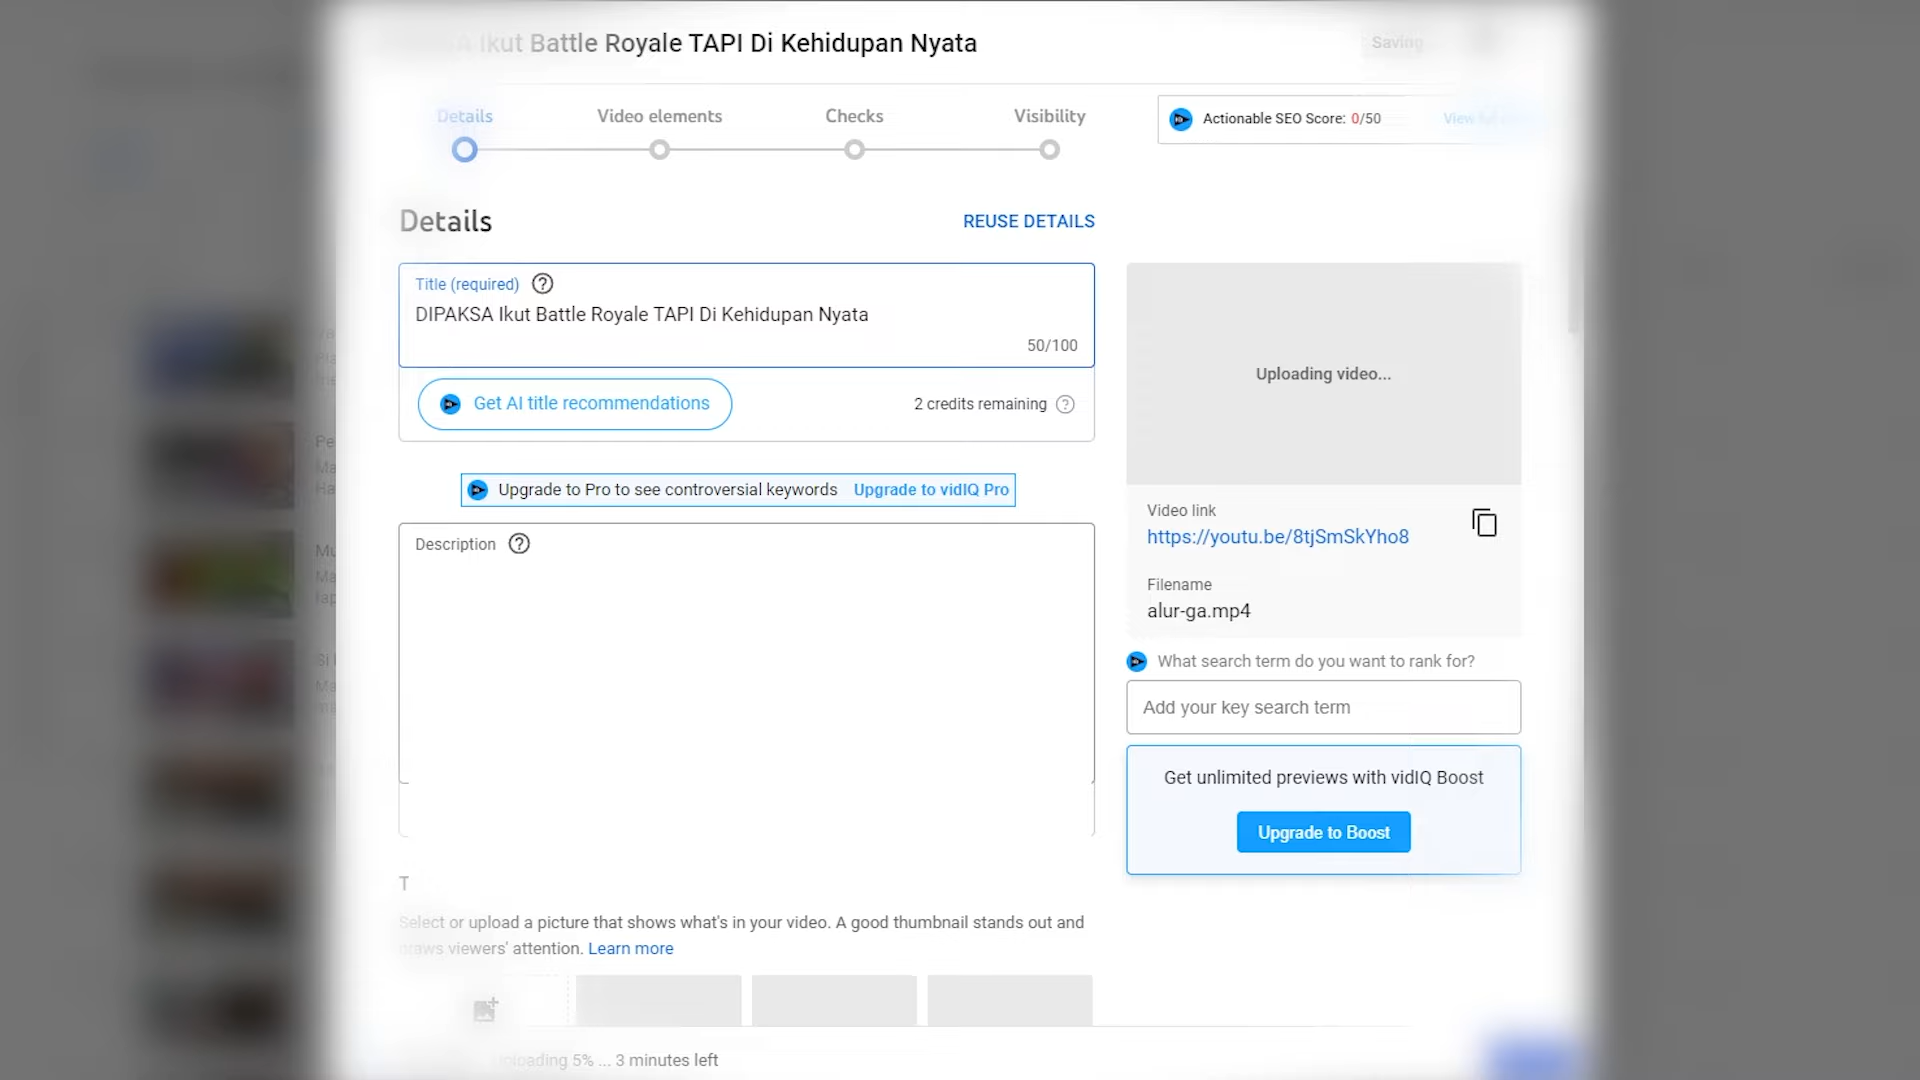 Ikut Battle Royale TAPI Di Kehidupan Nyata
Saving
Details
Video elements
Checks
Visibility
Actionable SEO Score: 0/50
View
Details
REUSE DETAILS
Title (required)
DIPAKSA Ikut Battle Royale TAPI Di Kehidupan Nyata
50/100
Get AI title recommendations
2 credits remaining
Upgrade to Pro to see controversial keywords Upgrade to vidIQ Pro
Description
Uploading video...
Video link
https://youtu.be/8tjSmSkYho8
Filename
alur-ga.mp4
What search term do you want to rank for?
Add your key search term
Get unlimited previews with vidIQ Boost
Upgrade to Boost
T
Select or upload a picture that shows what's in your video. A good thumbnail stands out and
draws viewers' attention. Learn more
Uploading 5% ... 3 minutes left